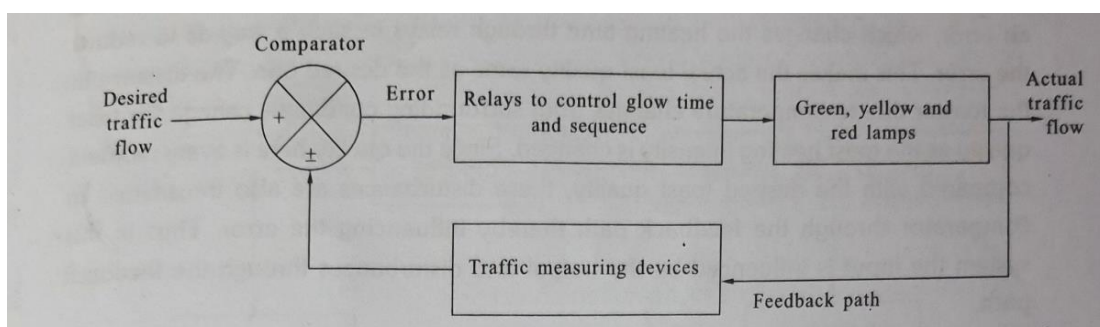 Comparator
Desired
traffic
flow
+
±
Error
Relays to control glow time
and sequence
Green, yellow and
red lamps
Actual
traffic
flow
Traffic measuring devices
Feedback path